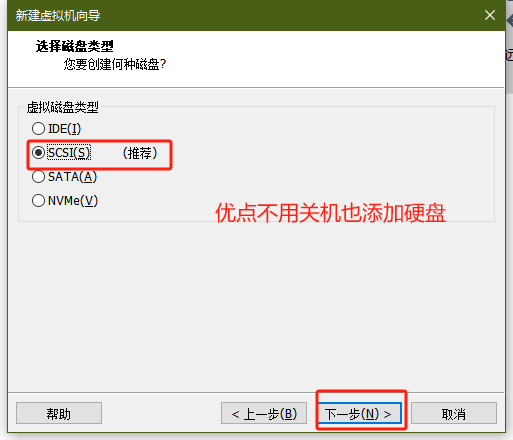 新建虚拟机向导
选择磁盘类型
您要创建何种磁盘?
虚拟磁盘类型
IDE(I)
SCSI(S) （推荐）
SATA(A)
NVMe(V)
优点不用关机也添加硬盘
帮助
< 上一步(B)
下一步(N) >
取消